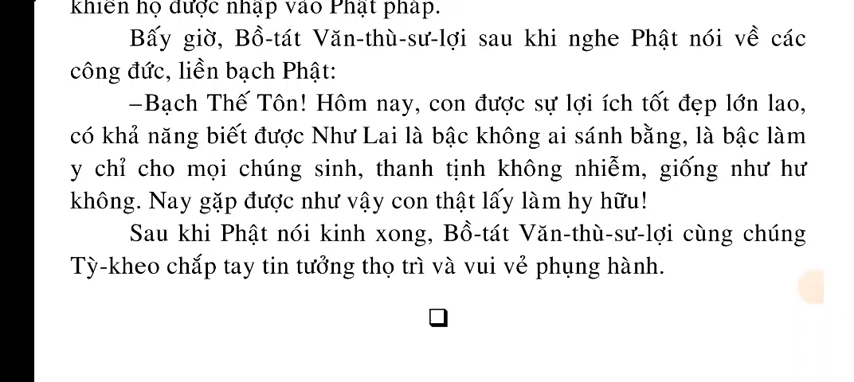 khiến họ được nhập vào Phật pháp.
Bấy giờ, Bồ-tát Văn-thù-sư-lợi sau khi nghe Phật nói về các
công đức, liền bạch Phật:
–Bạch Thế Tôn! Hôm nay, con được sự lợi ích tốt đẹp lớn lao,
có khả năng biết được Như Lai là bậc không ai sánh bằng, là bậc làm
y chỉ cho mọi chúng sinh, thanh tịnh không nhiễm, giống như hư
không. Nay gặp được như vậy con thật lấy làm hy hữu!
Sau khi Phật nói kinh xong, Bồ-tát Văn-thù-sư-lợi cùng chúng
Tỳ-kheo chắp tay tin tưởng thọ trì và vui vẻ phụng hành.